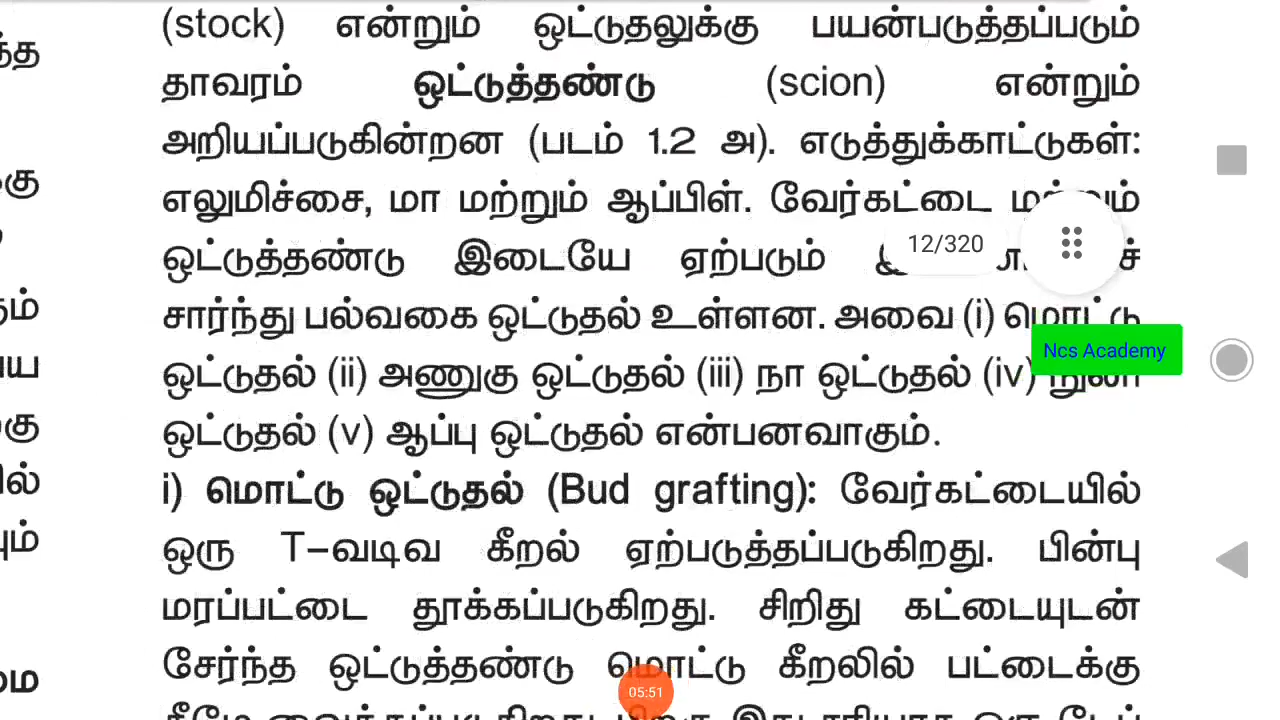 (stock) என்றும் ஒட்டுதலுக்கு பயன்படுத்தப்படும்
தாவரம் ஒட்டுத்தண்டு (scion) என்றும்
அறியப்படுகின்றன (படம் 1.2 அ). எடுத்துக்காட்டுகள்:
எலுமிச்சை, மா மற்றும் ஆப்பிள். வேர்கட்டை மற்றும்
12/320
ஒட்டுத்தண்டு இடையே ஏற்படும்
சார்ந்து பல்வகை ஒட்டுதல் உள்ளன. அவை (i) மொட்டு
Ncs Academy
ஒட்டுதல் (ii) அணுகு ஒட்டுதல் (iii) நா ஒட்டுதல் (iv) நுனி
ஒட்டுதல் (v) ஆப்பு ஒட்டுதல் என்பனவாகும்.
i) மொட்டு ஒட்டுதல் (Bud grafting): வேர்கட்டையில்
ஒரு T-வடிவ கீறல் ஏற்படுத்தப்படுகிறது. பின்பு
மரப்பட்டை தூக்கப்படுகிறது. சிறிது கட்டையுடன்
சேர்ந்த ஒட்டுத்தண்டு மொட்டு கீறலில் பட்டைக்கு
05:51